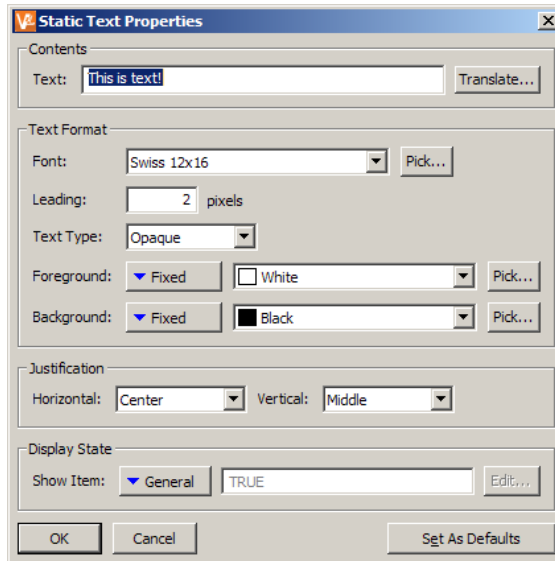 Static Text Properties
Contents
Text: This is text! Translate...
Text Format
Font: Swiss 12x16 Pick...
Leading: 2 pixels
Text Type: Opaque
Foreground: Fixed White Pick...
Background: Fixed Black Pick...
Justification
Horizontal: Center Vertical: Middle
Display State
Show Item: General TRUE Edit...
OK Cancel Set As Defaults